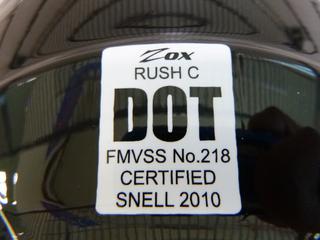 Zox
RUSH C
DOT
FMVSS No.218
CERTIFIED
SNELL 2010